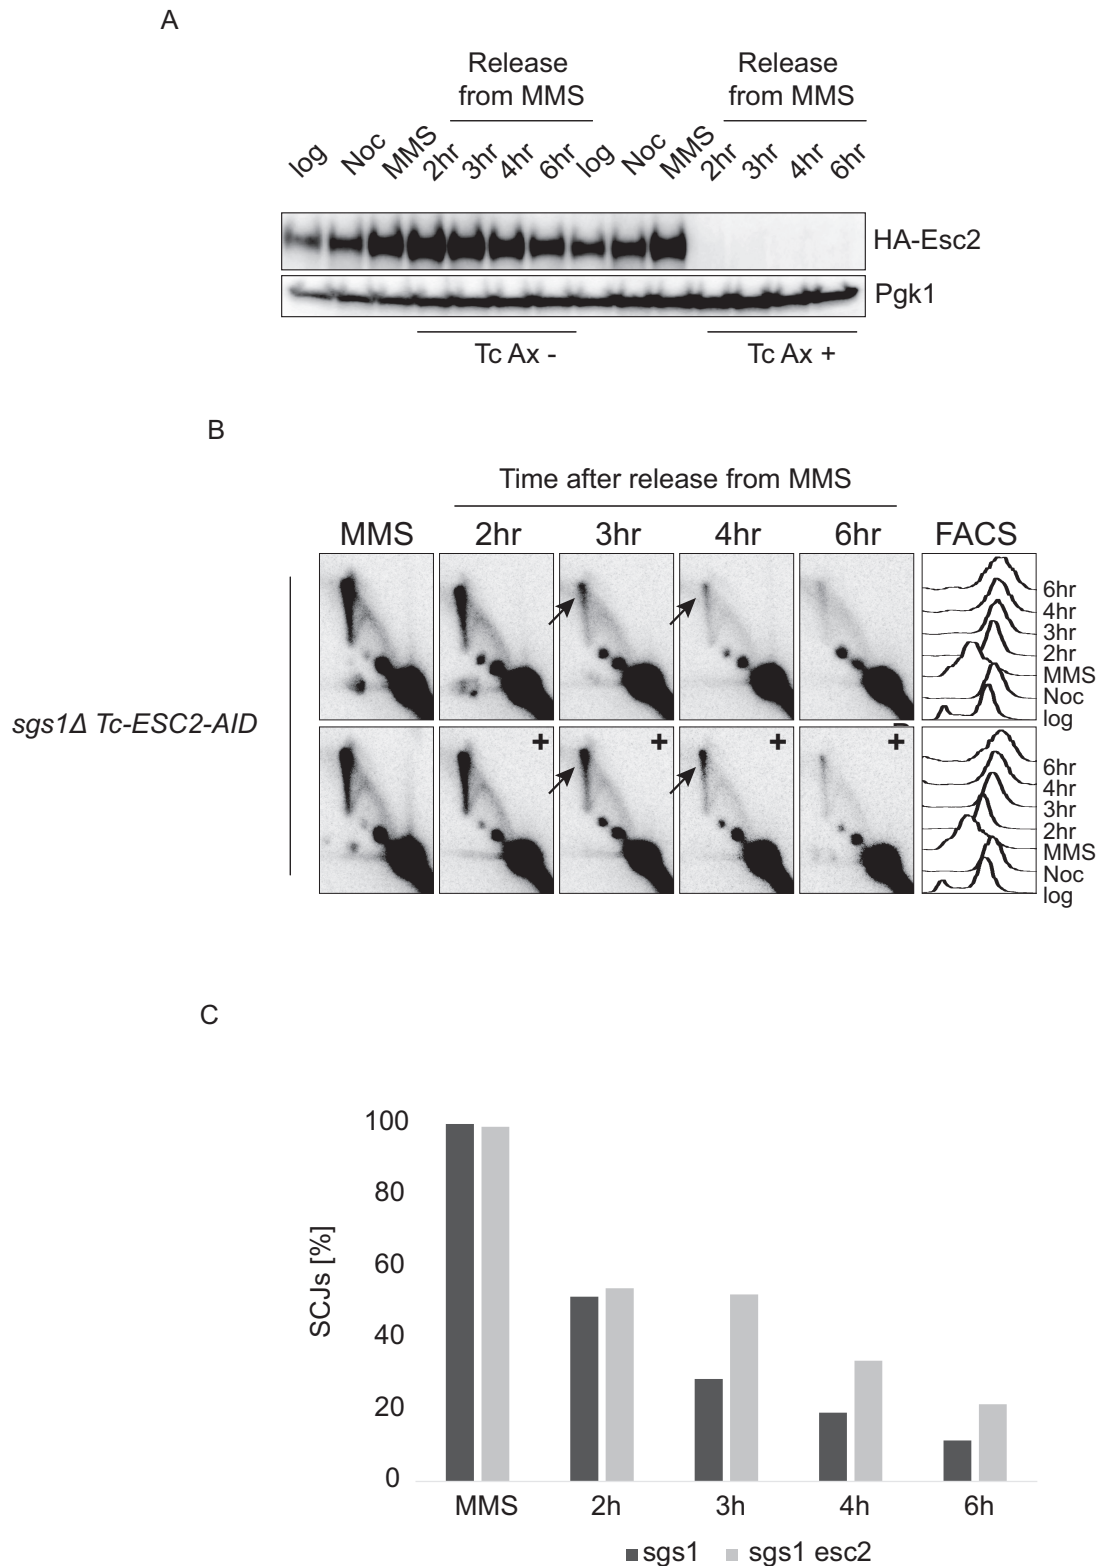 A
Release
from MMS
Release
from MMS
log
Noc
MMS
2hr
3hr
4hr
6hr
log
Noc
MMS
2hr
3hr
4hr
6hr
HA-Esc2
Pgk1
Tc Ax -
Tc Ax +
B
Time after release from MMS
MMS
2hr
3hr
4hr
6hr
FACS
6hr
4hr
3hr
2hr
MMS
Noc
log
sgs1Δ Tc-ESC2-AID
+
+
+
+
6hr
4hr
3hr
2hr
MMS
Noc
log
C
100
80
60
40
20
0
SCJs [%]
MMS
2h
3h
4h
6h
sgs1
sgs1 esc2